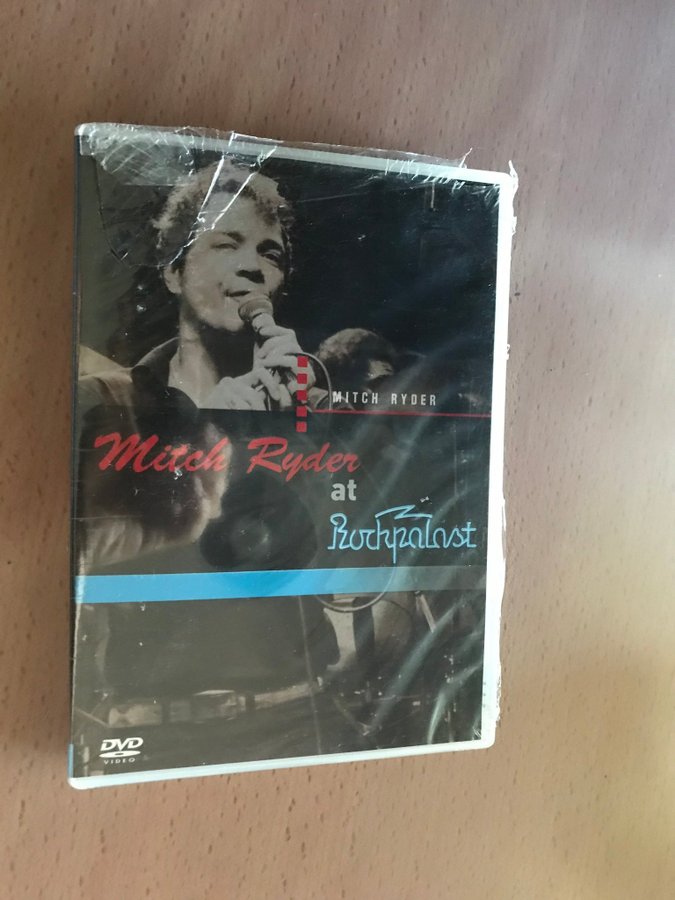 MITCH RYDER
Mitch Ryder
at
Rockpalast
DVD
VIDEO